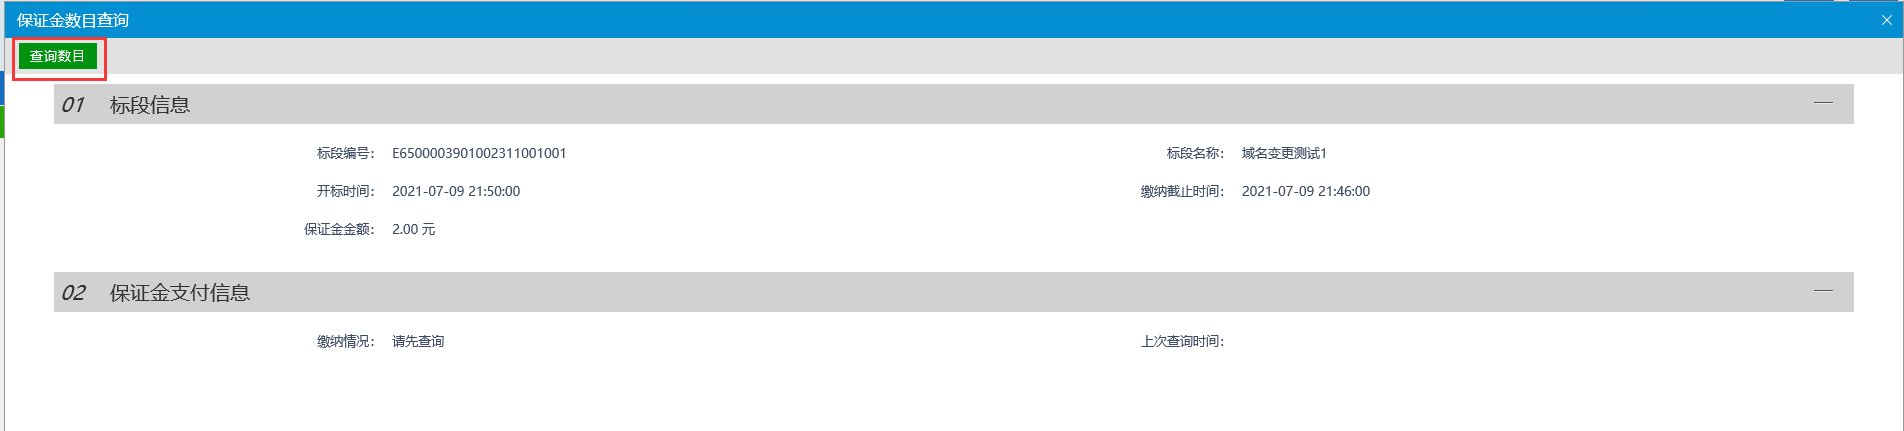 保证金数目查询
查询数目
01 标段信息
标段编号： E6500003901002311001001 标段名称： 域名变更测试1
开标时间： 2021-07-09 21:50:00 缴纳截止时间： 2021-07-09 21:46:00
保证金金额： 2.00 元
02 保证金支付信息
缴纳情况： 请先查询 上次查询时间：